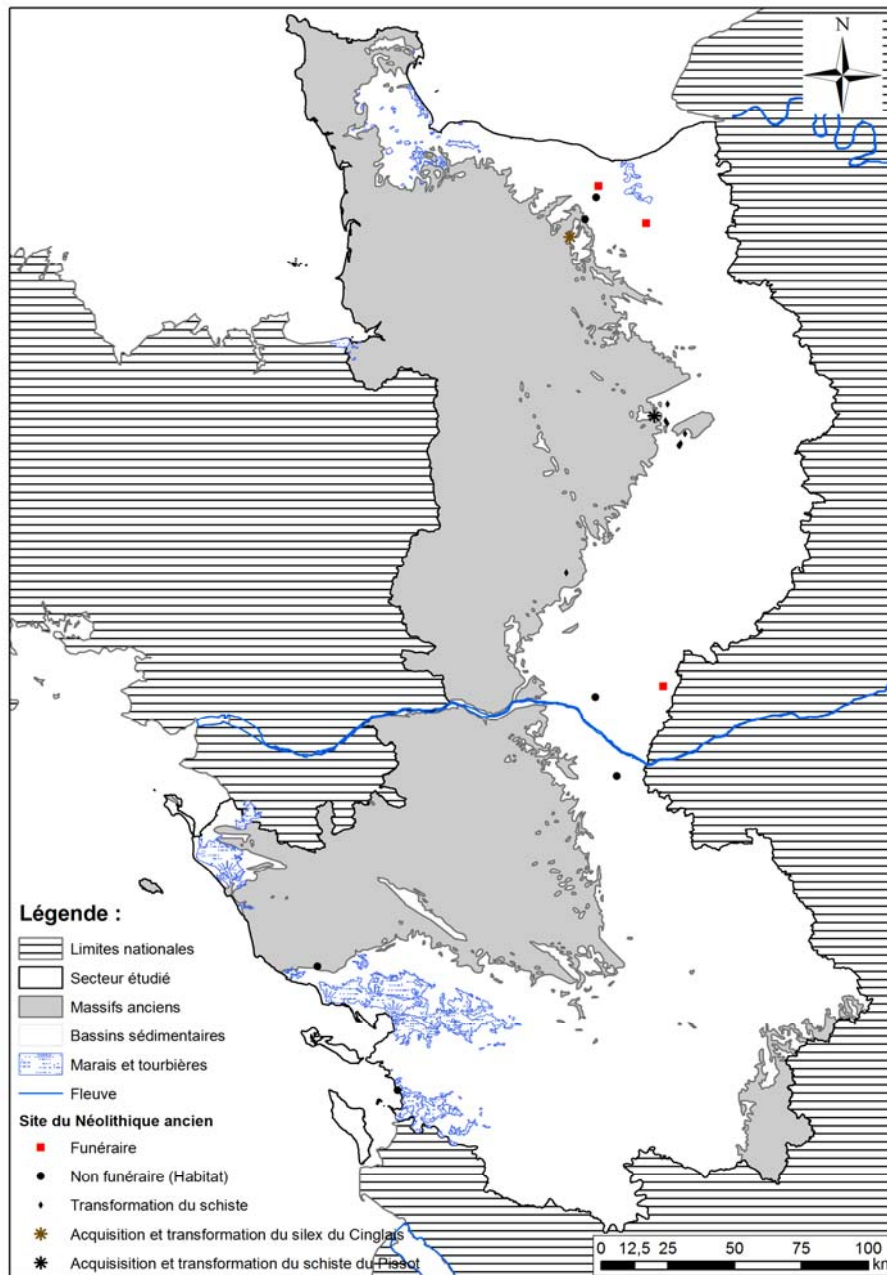 N
Légende :
Limites nationales
Secteur étudié
Massifs anciens
Bassins sédimentaires
Marais et tourbières
Fleuve
Site du Néolithique ancien
Funéraire
Non funéraire (Habitat)
Transformation du schiste
Acquisition et transformation du silex du Cinglais
Acquisisition et transformation du schiste du Pissot
0 12,5 25 50 75 100
km